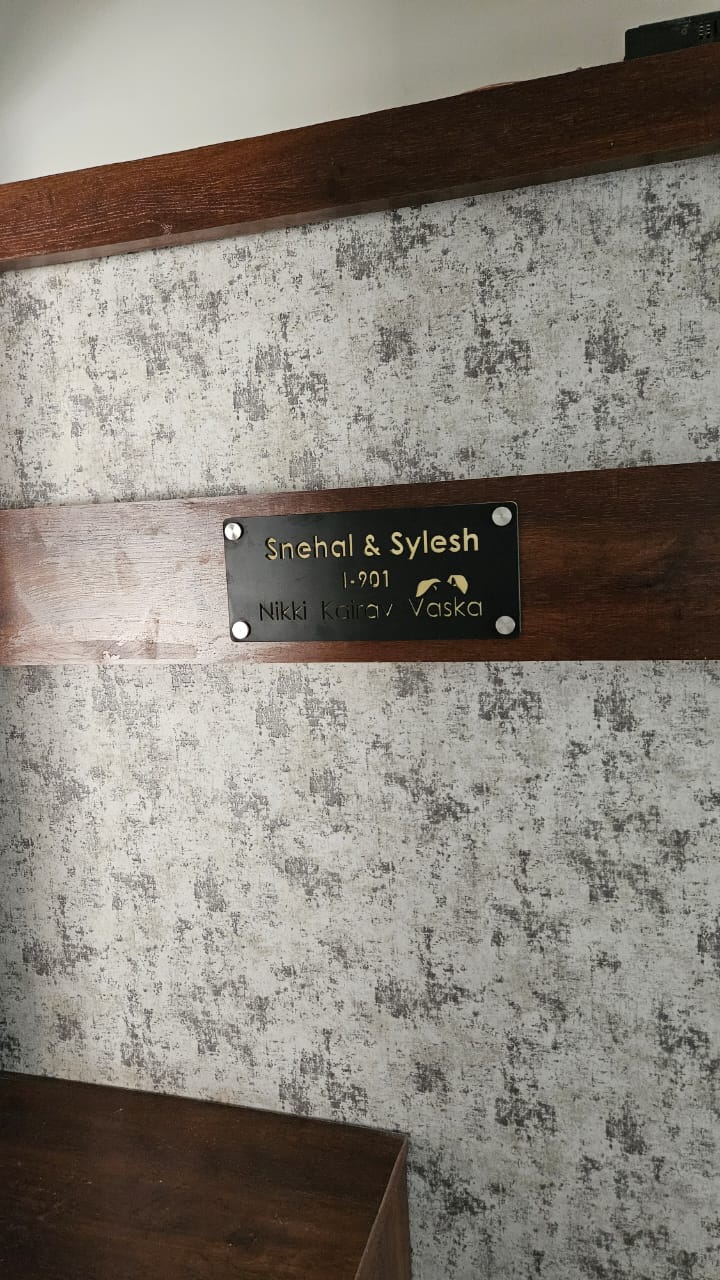 Snehal & Sylesh
I-901
Nikki Kairav Vaska